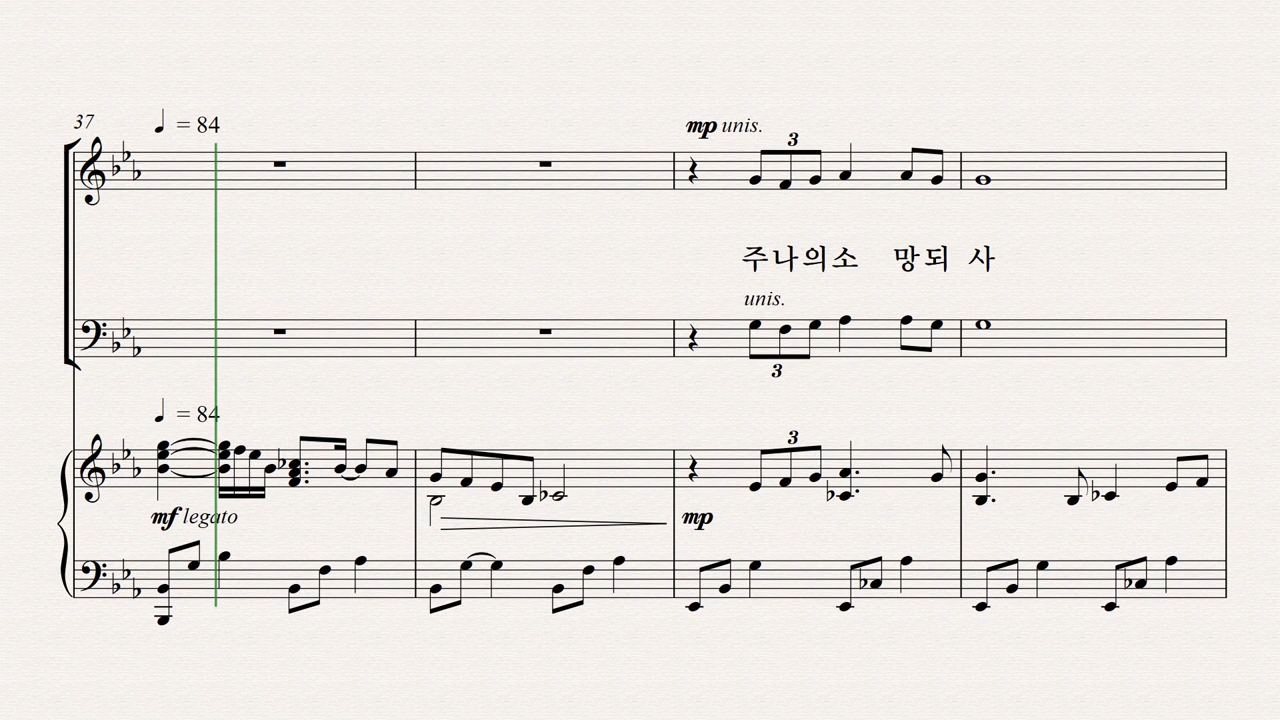 37
♩ = 84
mp unis.
3
주나의소 망되 사
unis.
3
♩ = 84
3
mf legato
mp